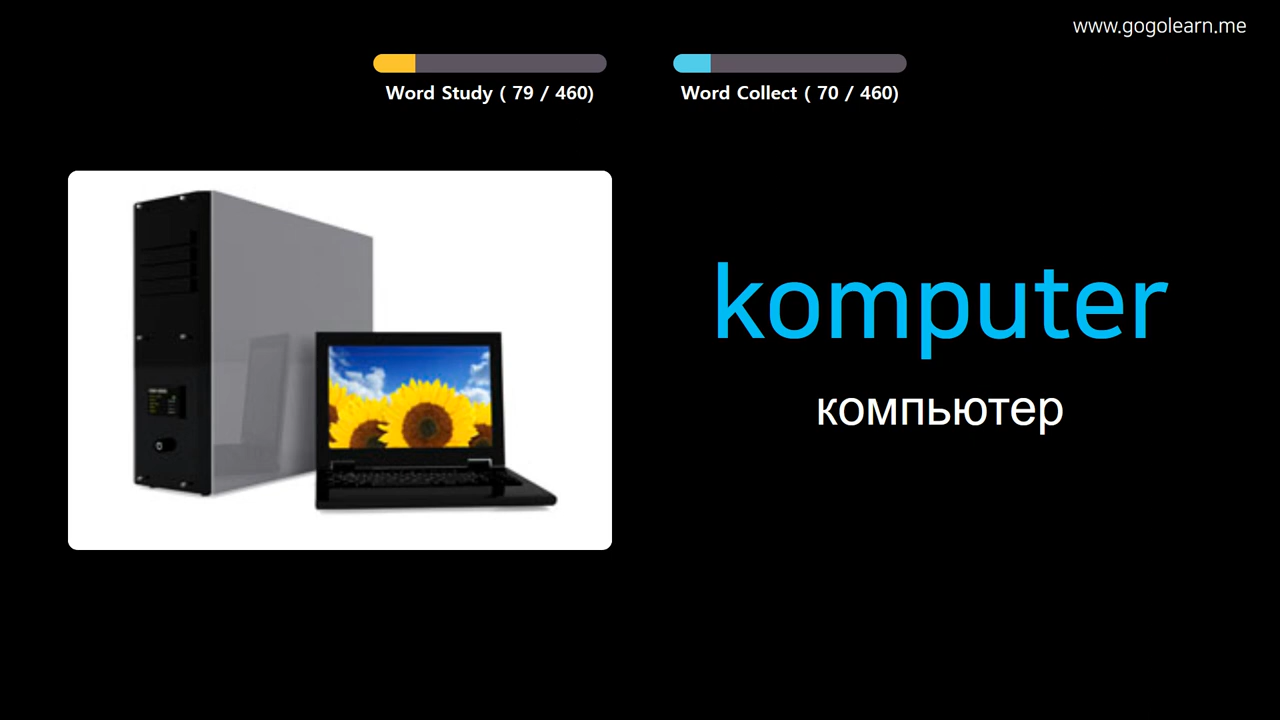 www.gogolearn.me
Word Study ( 79 / 460)
Word Collect ( 70 / 460)
komputer
компьютер